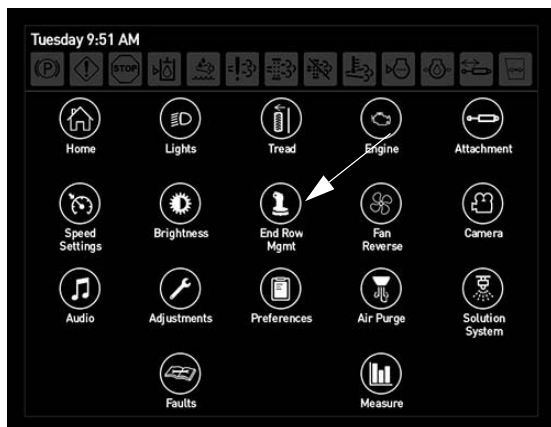 Tuesday 9:51 AM
(P) STOP
Home Lights Tread Engine Attachment
Speed Settings Brightness End Row Mgmt Fan Reverse Camera
Audio Adjustments Preferences Air Purge Solution System
Faults Measure